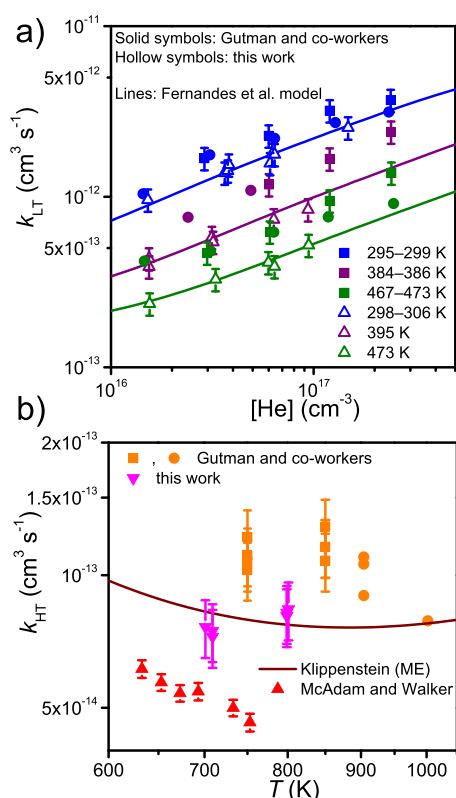 a)
10⁻¹¹
Solid symbols: Gutman and co-workers
Hollow symbols: this work
5x10⁻¹²
Lines: Fernandes et al. model
k_LT (cm³ s⁻¹)
10⁻¹²
5x10⁻¹³
295–299 K
384–386 K
467–473 K
298–306 K
395 K
473 K
10⁻¹³
10¹⁶ 10¹⁷
[He] (cm⁻³)
b)
2x10⁻¹³
, Gutman and co-workers
this work
1.5x10⁻¹³
k_HT (cm³ s⁻¹)
10⁻¹³
Klippenstein (ME)
McAdam and Walker
5x10⁻¹⁴
600 700 800 900 1000
T (K)